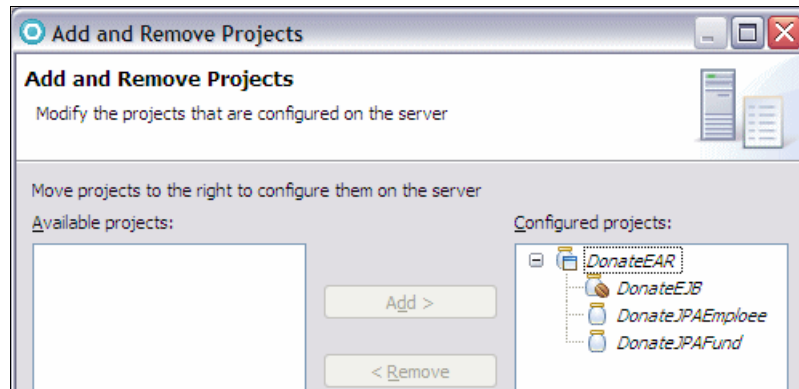 Add and Remove Projects
Add and Remove Projects
Modify the projects that are configured on the server
Move projects to the right to configure them on the server
Available projects:
Configured projects:
DonateEAR
DonateEJB
DonateJPAEmploee
DonateJPAFund
Add >
< Remove